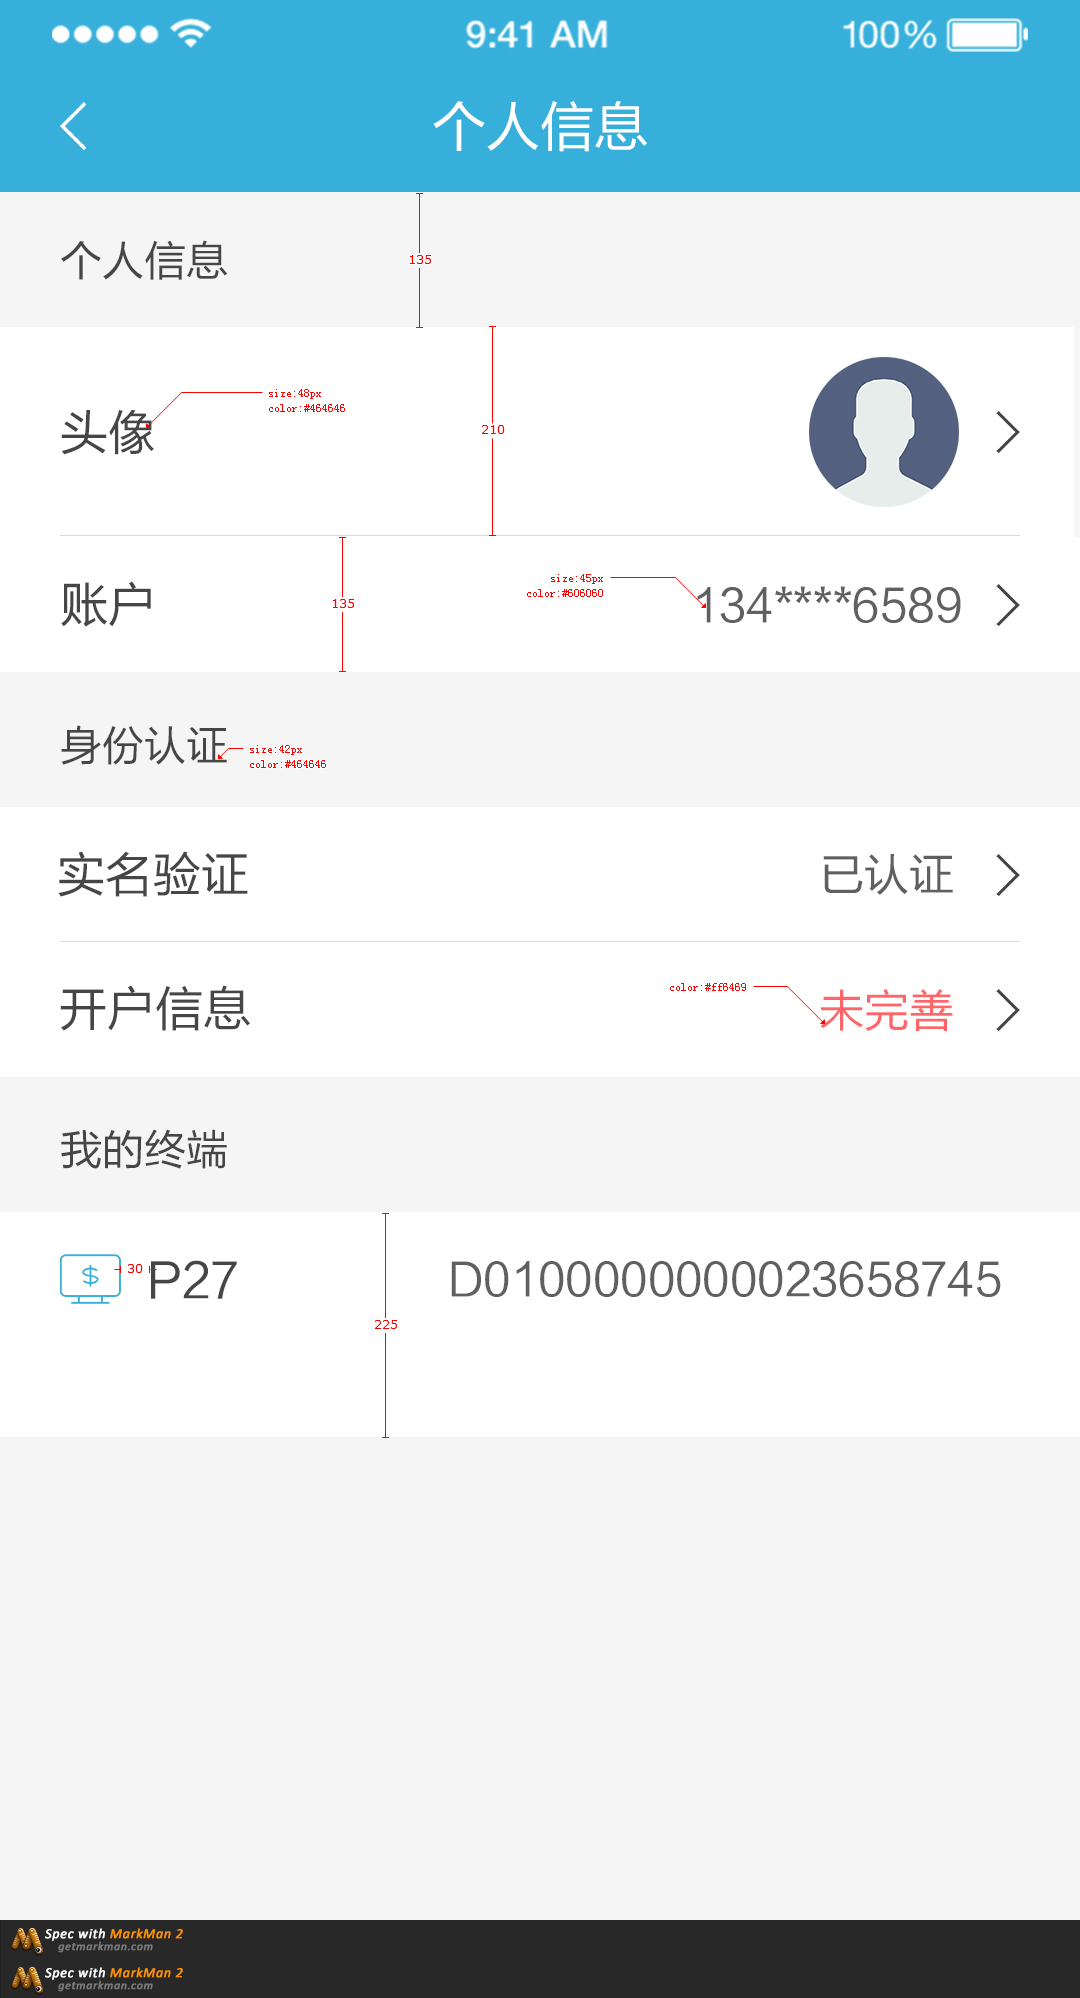 9:41 AM 100%
个人信息
个人信息
135
头像
size:48px
color:#464646
210
账户
135
size:45px
color:#606060
134****6589
身份认证
size:42px
color:#464646
实名验证 已认证
开户信息
color:#ff6469
未完善
我的终端
30
P27 D0100000000023658745
225
Spec with MarkMan 2
getmarkman.com
Spec with MarkMan 2
getmarkman.com